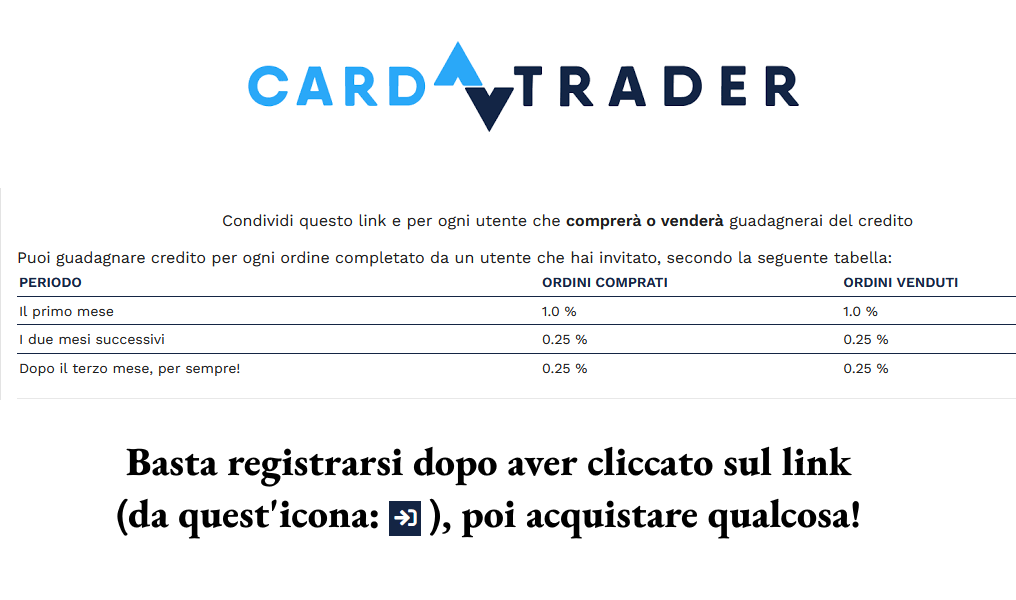 CARD TRADER
Condividi questo link e per ogni utente che comprerà o venderà guadagnerai del credito
Puoi guadagnare credito per ogni ordine completato da un utente che hai invitato, secondo la seguente tabella:
PERIODO ORDINI COMPRATI ORDINI VENDUTI
Il primo mese 1.0 % 1.0 %
I due mesi successivi 0.25 % 0.25 %
Dopo il terzo mese, per sempre! 0.25 % 0.25 %
Basta registrarsi dopo aver cliccato sul link
(da quest'icona: ), poi acquistare qualcosa!